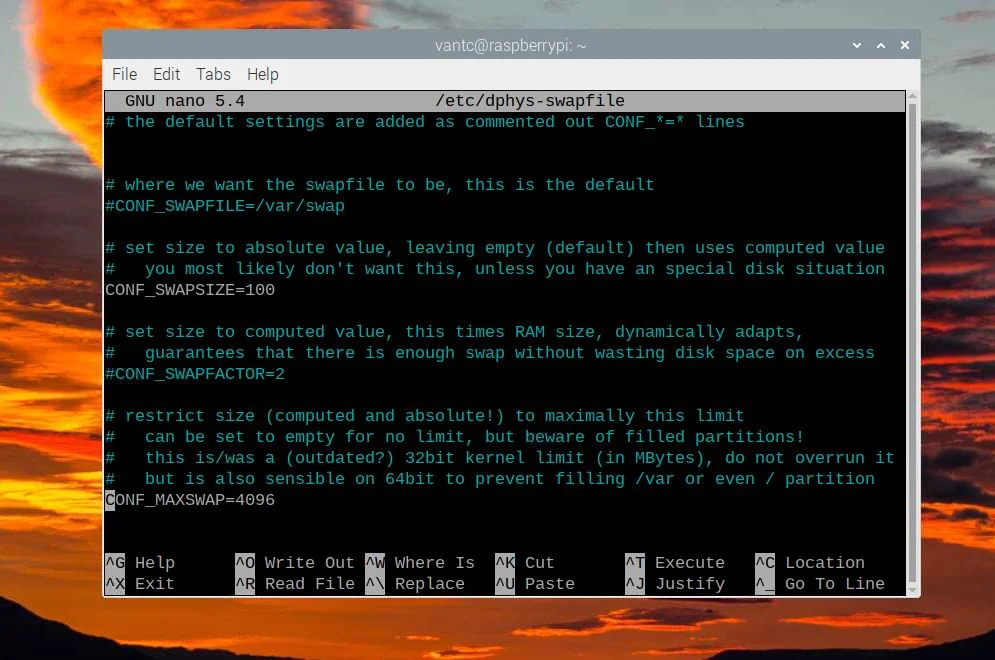 vantc@raspberrypi: ~
File Edit Tabs Help
GNU nano 5.4 /etc/dphys-swapfile
# the default settings are added as commented out CONF_*=* lines
# where we want the swapfile to be, this is the default
#CONF_SWAPFILE=/var/swap
# set size to absolute value, leaving empty (default) then uses computed value
#   you most likely don't want this, unless you have an special disk situation
CONF_SWAPSIZE=100
# set size to computed value, this times RAM size, dynamically adapts,
#   guarantees that there is enough swap without wasting disk space on excess
#CONF_SWAPFACTOR=2
# restrict size (computed and absolute!) to maximally this limit
#   can be set to empty for no limit, but beware of filled partitions!
#   this is/was a (outdated?) 32bit kernel limit (in MBytes), do not overrun it
#   but is also sensible on 64bit to prevent filling /var or even / partition
CONF_MAXSWAP=4096
^G Help ^O Write Out ^W Where Is ^K Cut ^T Execute ^C Location
^X Exit ^R Read File ^\ Replace ^U Paste ^J Justify ^_ Go To Line